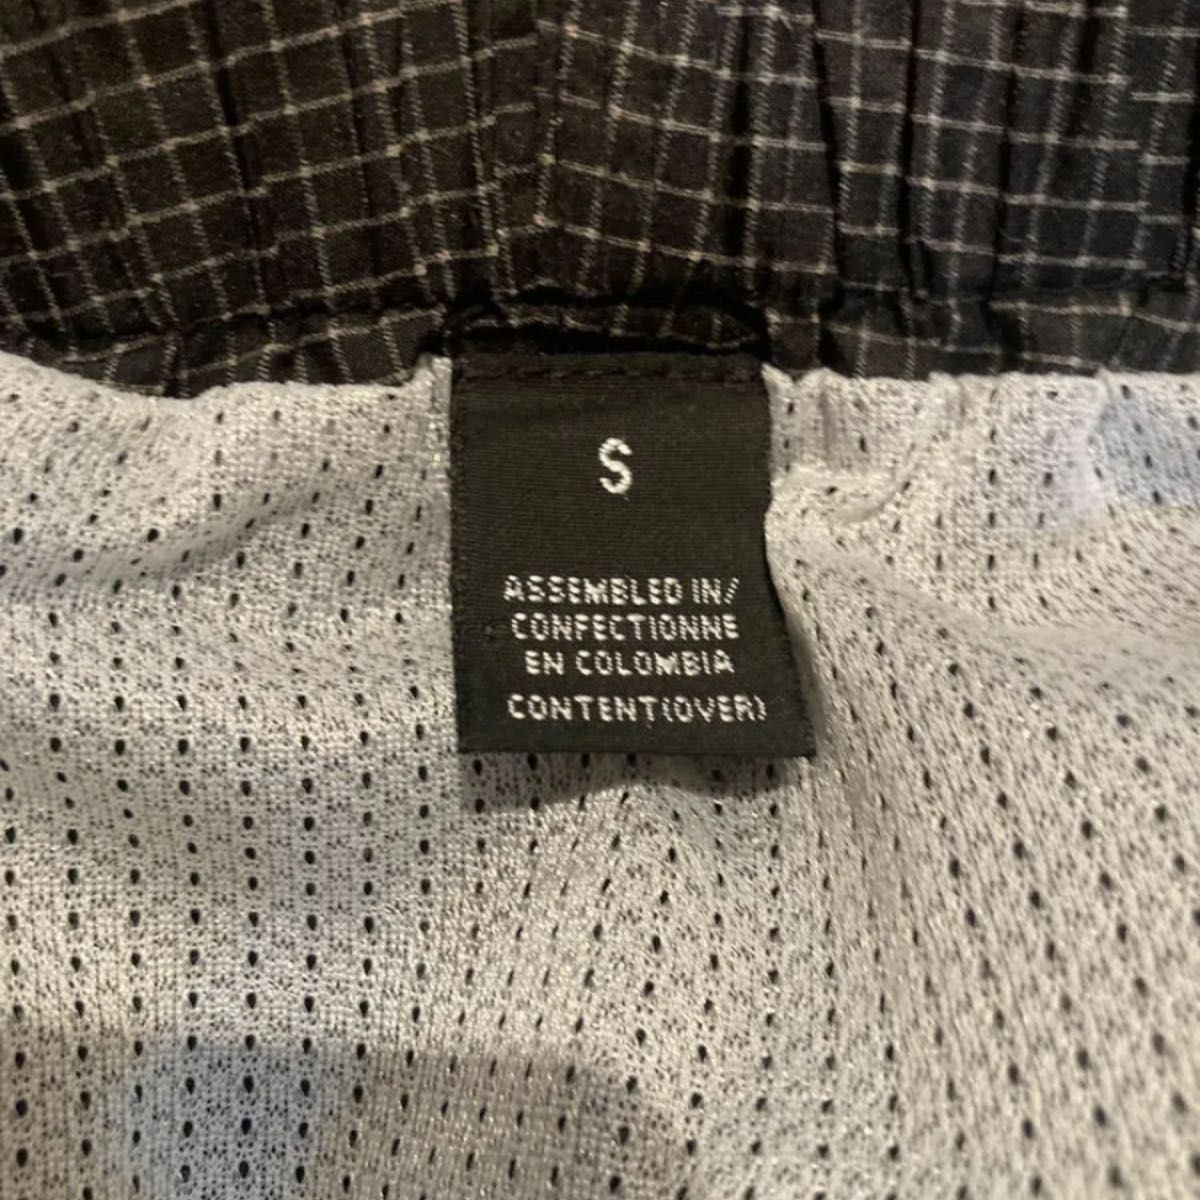 S
ASSEMBLED IN/
CONFECTIONNE
EN COLOMBIA
CONTENT(OVER)